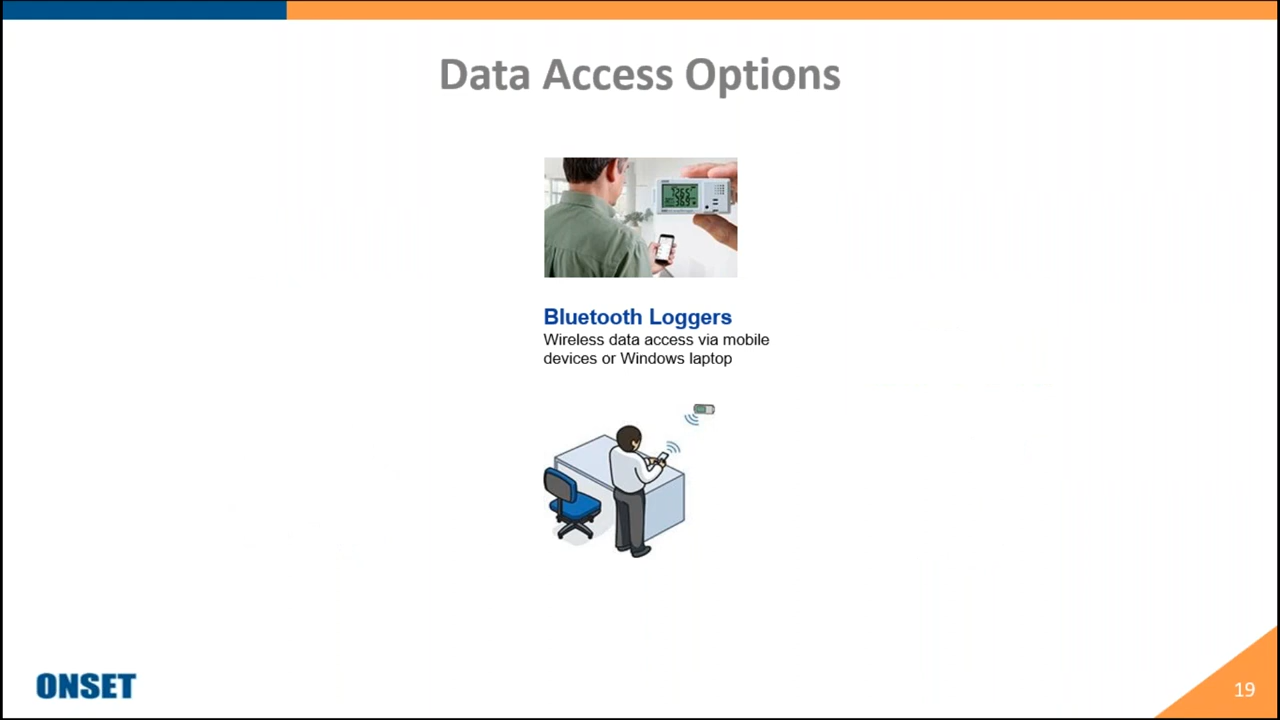 Data Access Options
Bluetooth Loggers
Wireless data access via mobile
devices or Windows laptop
ONSET
19